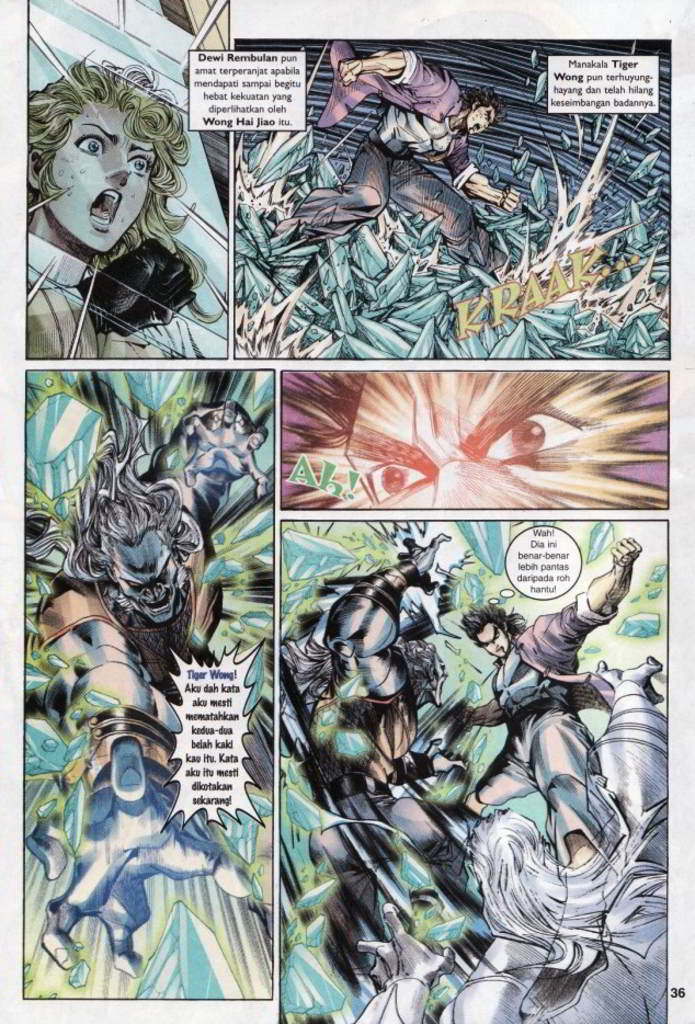 Dewi Rembulan pun
amat terperanjat apabila
mendapati sampai begitu
hebat kekuatan yang
diperlihatkan oleh
Wong Hai Jiao itu.
Manakala Tiger
Wong pun terhuyung-
hayang dan telah hilang
keseimbangan badannya.
KRAAK...
Tiger Wong!
Aku dah kata
aku mesti
mematahkan
kedua-dua
belah kaki
kau itu. Kata
aku itu mesti
dikotakan
sekarang!
Ah!
Wah!
Dia ini
benar-benar
lebih pantas
daripada roh
hantu!
36